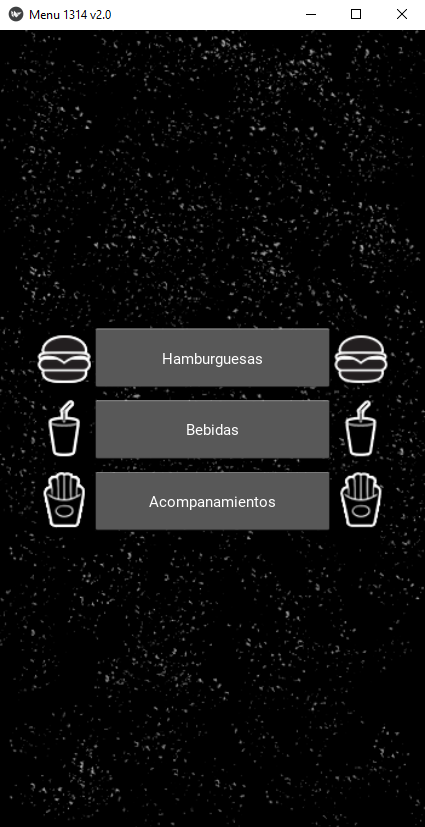 Menu 1314 v2.0
Hamburguesas
Bebidas
Acompanamientos